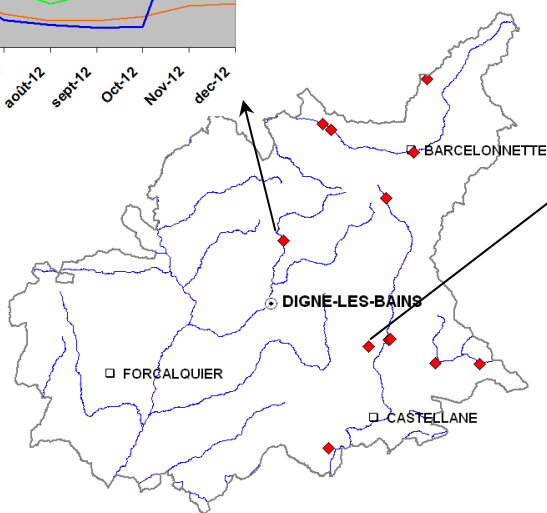 août-12
sept-12
Oct-12
Nov-12
dec-12
BARCELONNETTE
DIGNE-LES-BAINS
FORCALQUIER
CASTELLANE